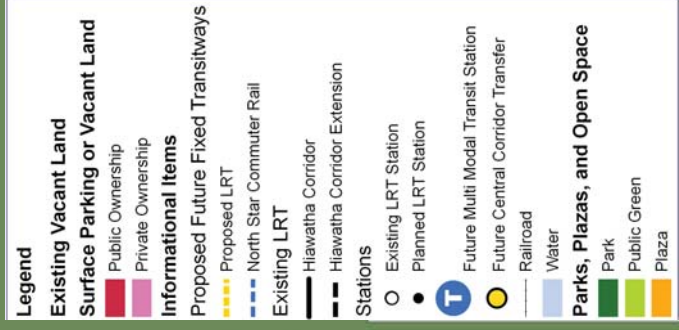 Legend
Existing Vacant Land
Surface Parking or Vacant Land
Public Ownership
Private Ownership
Informational Items
Proposed Future Fixed Transitways
Proposed LRT
North Star Commuter Rail
Existing LRT
Hiawatha Corridor
Hiawatha Corridor Extension
Stations
Existing LRT Station
Planned LRT Station
T Future Multi Modal Transit Station
Future Central Corridor Transfer
Railroad
Water
Parks, Plazas, and Open Space
Park
Public Green
Plaza